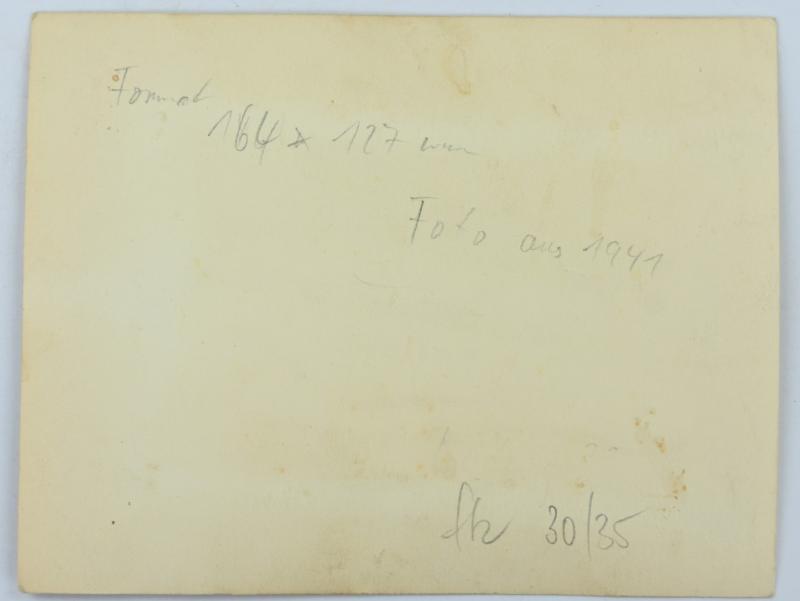 Format
164 x 127 mm
Foto aus 1941
30/35